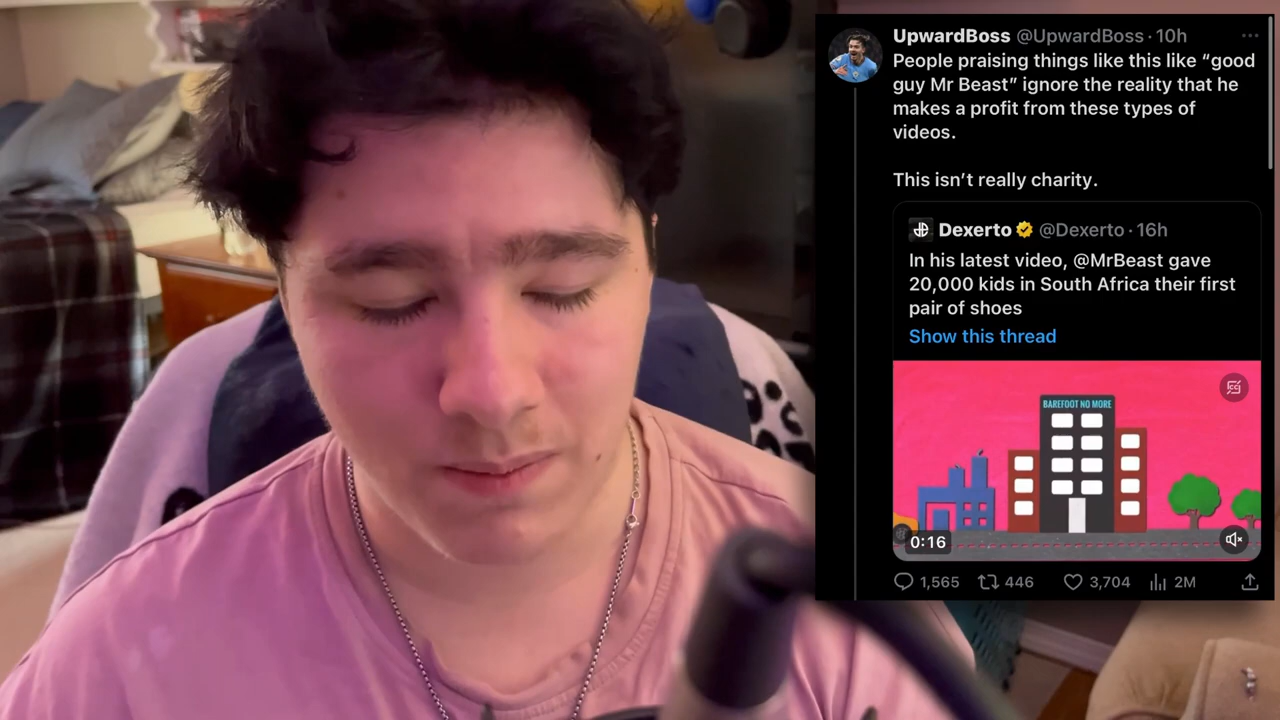 UpwardBoss @UpwardBoss · 10h
People praising things like this like “good
guy Mr Beast” ignore the reality that he
makes a profit from these types of
videos.
This isn’t really charity.
Dexerto @Dexerto · 16h
In his latest video, @MrBeast gave
20,000 kids in South Africa their first
pair of shoes
Show this thread
BAREFOOT NO MORE
0:16
1,565 446 3,704 2M